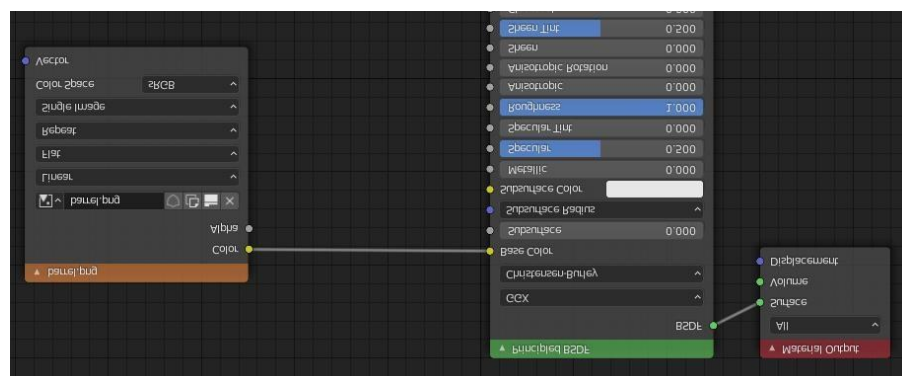 barrel.png
Color
Alpha
barrel.png
Linear
Flat
Repeat
Single Image
Color Space sRGB
Vector
Principled BSDF
BSDF
GGX
Christensen-Burley
Base Color
Subsurface 0.000
Subsurface Radius
Subsurface Color
Metallic 0.000
Specular 0.500
Specular Tint 0.000
Roughness 1.000
Anisotropic 0.000
Anisotropic Rotation 0.000
Sheen 0.000
Sheen Tint 0.500
Material Output
All
Surface
Volume
Displacement